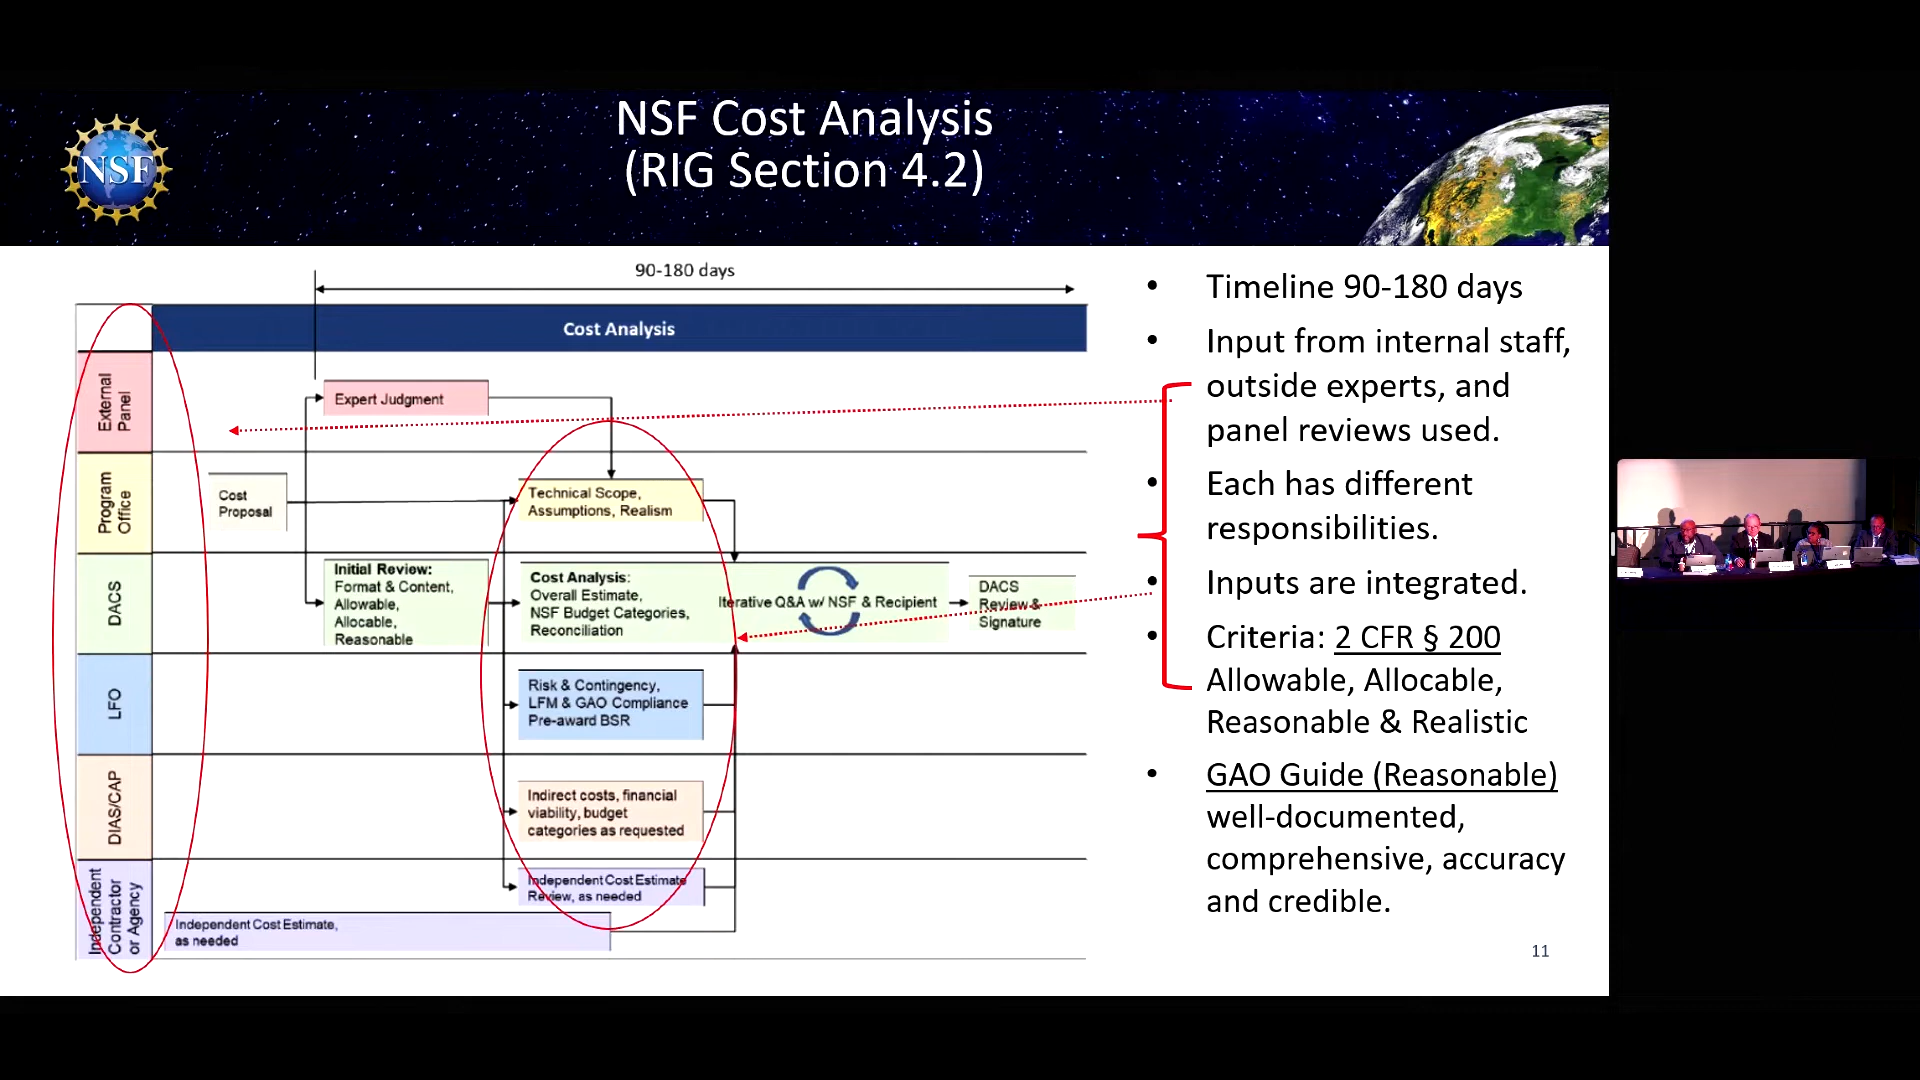 NSF Cost Analysis
(RIG Section 4.2)
NSF
90-180 days
Cost Analysis
External
Panel
Expert Judgment
Program
Office
Cost
Proposal
Technical Scope,
Assumptions, Realism
DACS
Initial Review:
Format & Content,
Allowable,
Allocable,
Reasonable
Cost Analysis:
Overall Estimate,
NSF Budget Categories,
Reconciliation
Iterative Q&A w/ NSF & Recipient
DACS
Review &
Signature
LFO
Risk & Contingency,
LFM & GAO Compliance
Pre-award BSR
DIAS/CAP
Indirect costs, financial
viability, budget
categories as requested
Independent
Contractor
or Agency
Independent Cost Estimate
Review, as needed
Independent Cost Estimate,
as needed
• Timeline 90-180 days
• Input from internal staff,
outside experts, and
panel reviews used.
• Each has different
responsibilities.
• Inputs are integrated.
• Criteria: 2 CFR § 200
Allowable, Allocable,
Reasonable & Realistic
• GAO Guide (Reasonable)
well-documented,
comprehensive, accuracy
and credible.
11